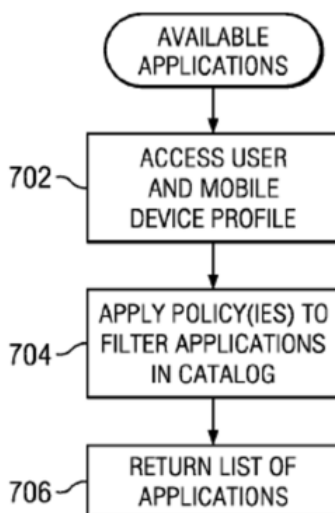 AVAILABLE
APPLICATIONS
702
ACCESS USER
AND MOBILE
DEVICE PROFILE
704
APPLY POLICY(IES) TO
FILTER APPLICATIONS
IN CATALOG
706
RETURN LIST OF
APPLICATIONS